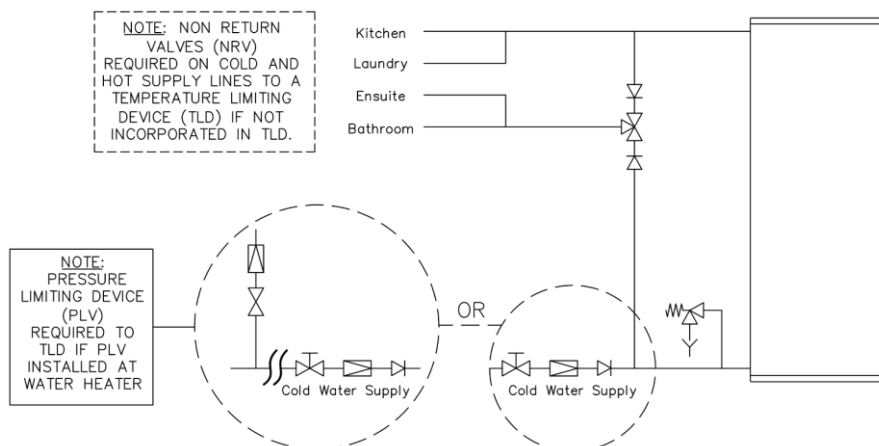 NOTE: NON RETURN
VALVES (NRV)
REQUIRED ON COLD AND
HOT SUPPLY LINES TO A
TEMPERATURE LIMITING
DEVICE (TLD) IF NOT
INCORPORATED IN TLD.
Kitchen
Laundry
Ensuite
Bathroom
NOTE:
PRESSURE
LIMITING DEVICE
(PLV)
REQUIRED TO
TLD IF PLV
INSTALLED AT
WATER HEATER
OR
Cold Water Supply
Cold Water Supply